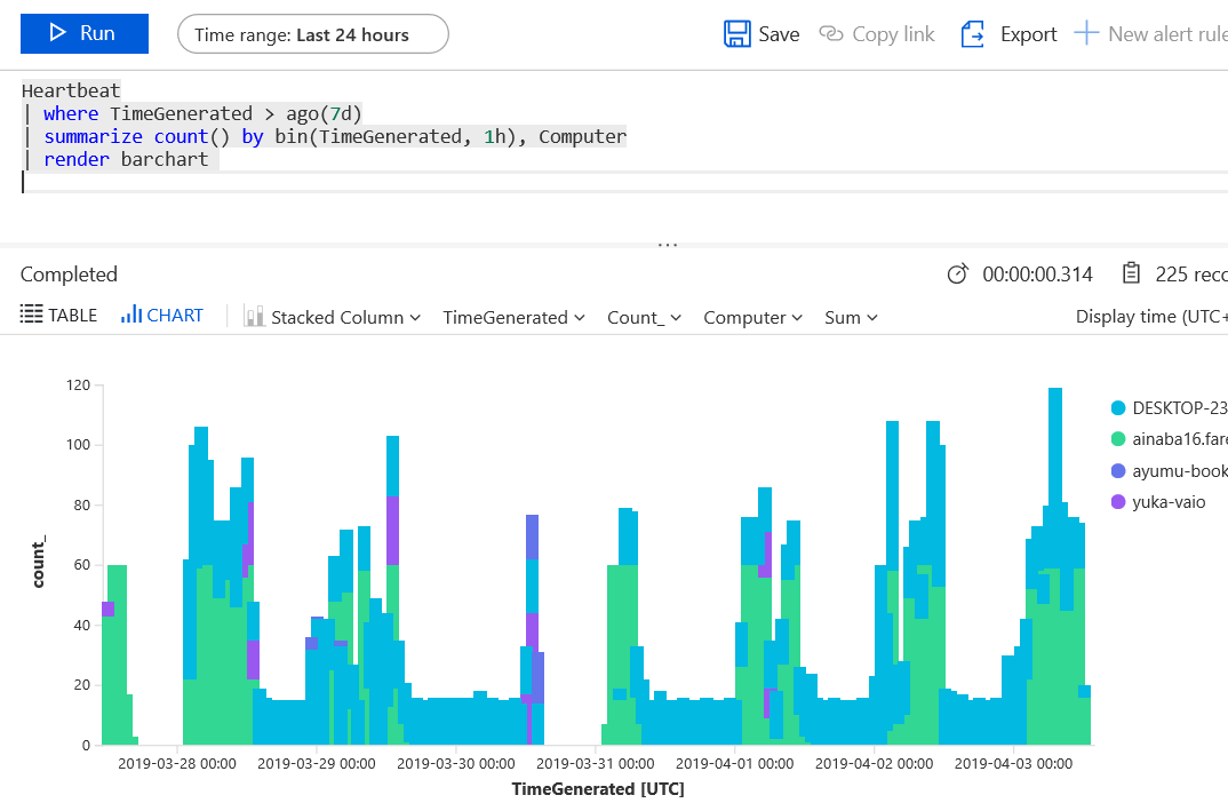 Run
Time range: Last 24 hours
Save
Copy link
Export
New alert rule
Heartbeat
| where TimeGenerated > ago(7d)
| summarize count() by bin(TimeGenerated, 1h), Computer
| render barchart
...
Completed
00:00:00.314
225 reco
TABLE
CHART
Stacked Column
TimeGenerated
Count_
Computer
Sum
Display time (UTC+
120
100
80
60
40
20
0
count_
2019-03-28 00:00
2019-03-29 00:00
2019-03-30 00:00
2019-03-31 00:00
2019-04-01 00:00
2019-04-02 00:00
2019-04-03 00:00
TimeGenerated [UTC]
DESKTOP-23
ainaba16.fare
ayumu-book
yuka-vaio